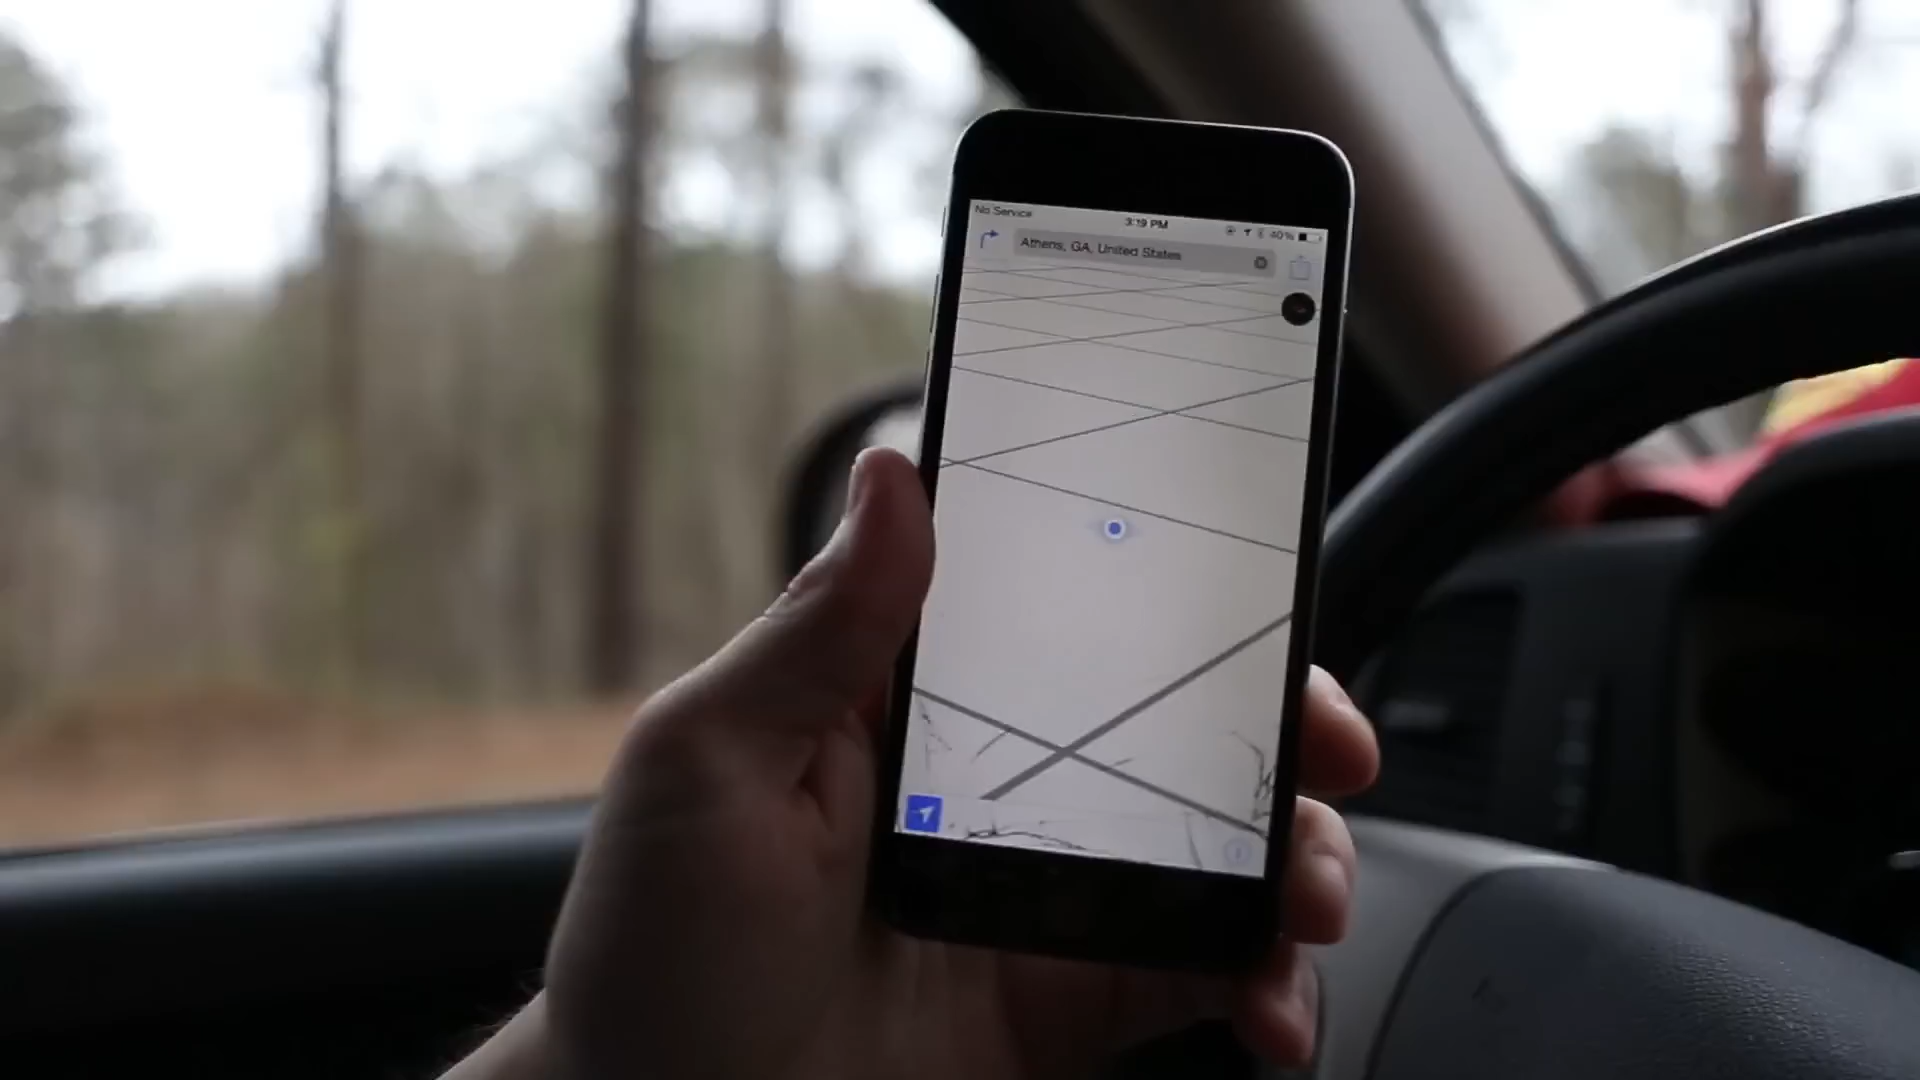 No Service
3:19 PM
40%
Athens, GA, United States